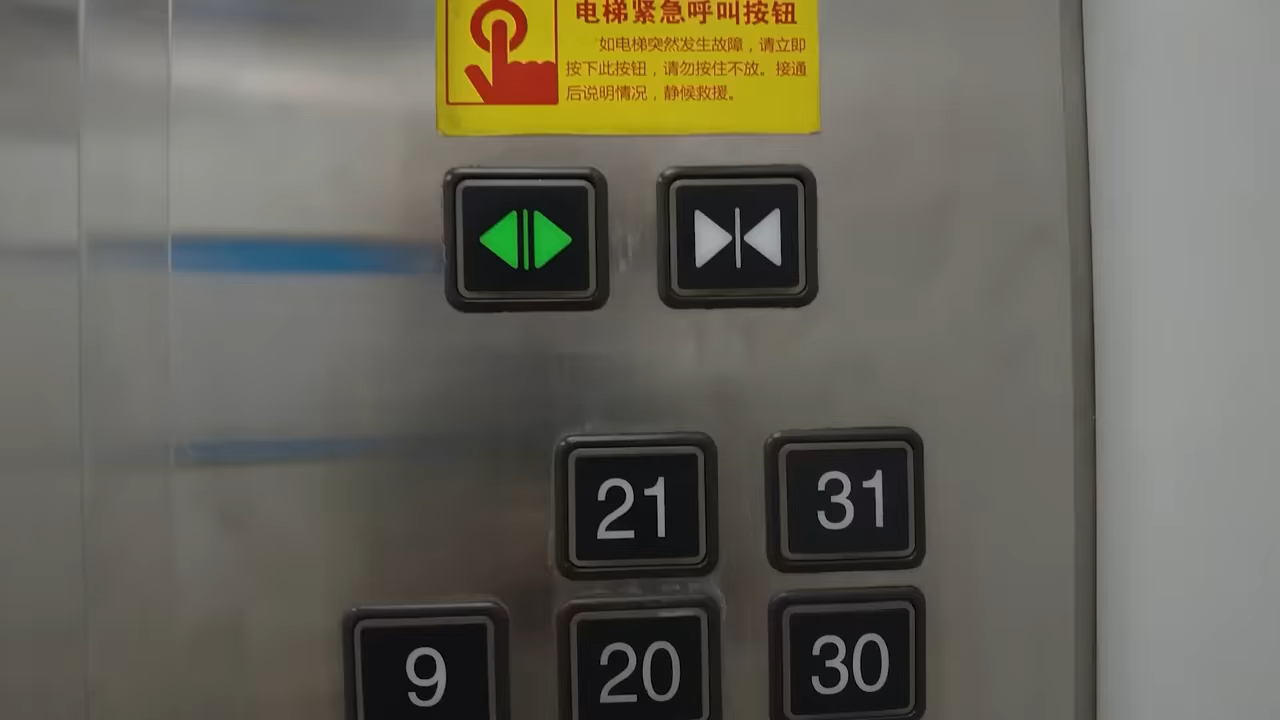 电梯紧急呼叫按钮
如电梯突然发生故障，请立即
按下此按钮，请勿按住不放。接通
后说明情况，静候救援。
21
31
9
20
30